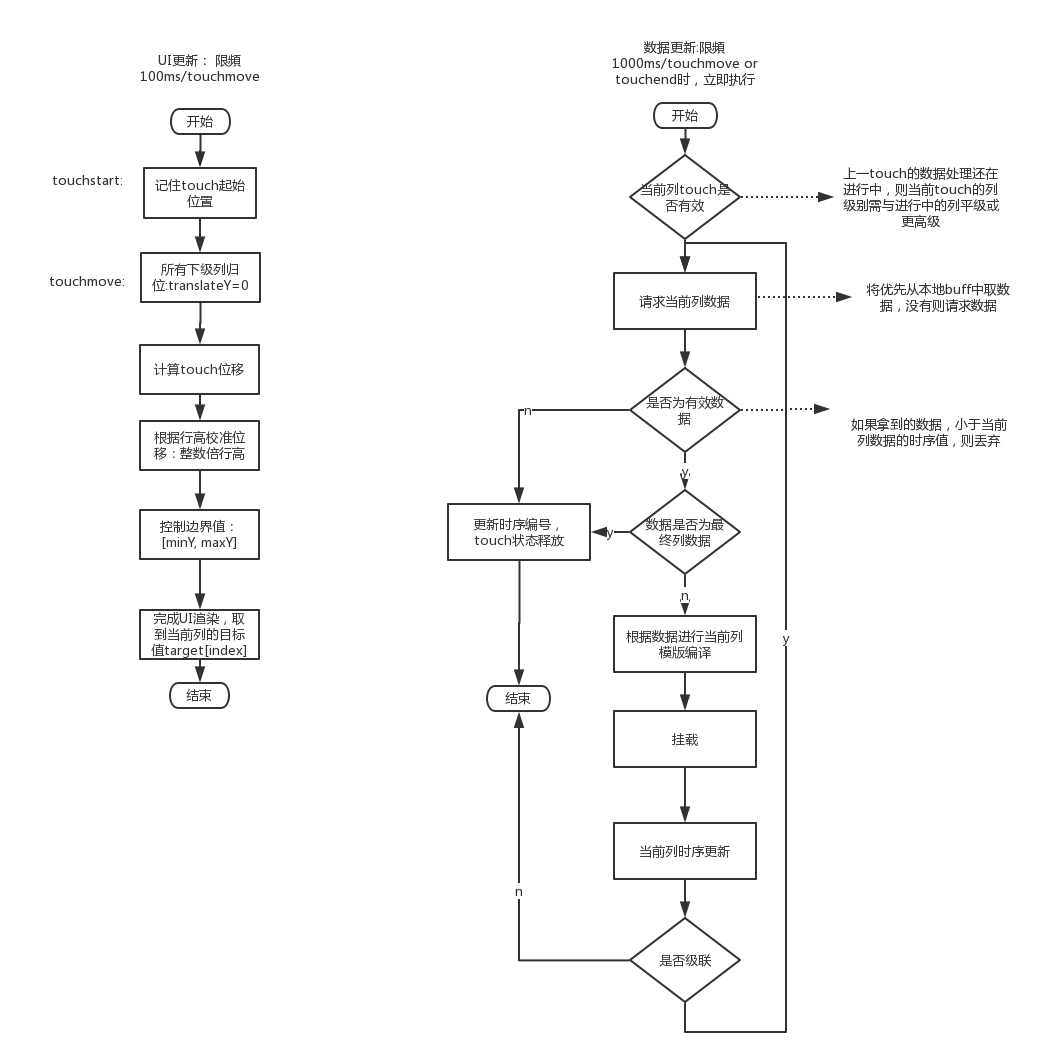 UI更新： 限頻
100ms/touchmove
开始
touchstart:
记住touch起始
位置
touchmove:
所有下级列归
位:translateY=0
计算touch位移
根据行高校准位
移：整数倍行高
控制边界值：
[minY, maxY]
完成UI渲染，取
到当前列的目标
值target[index]
结束
数据更新:限頻
1000ms/touchmove or
touchend时，立即执行
开始
当前列touch是
否有效
上一touch的数据处理还在
进行中，则当前touch的列
级别需与进行中的列平级或
更高级
请求当前列数据
将优先从本地buff中取数
据，没有则请求数据
是否为有效数
据
n
如果拿到的数据，小于当前
列数据的时序值，则丢弃
y
数据是否为最
终列数据
y
更新时序编号，
touch状态释放
n
根据数据进行当前列
模版编译
y
结束
挂载
当前列时序更新
n
是否级联